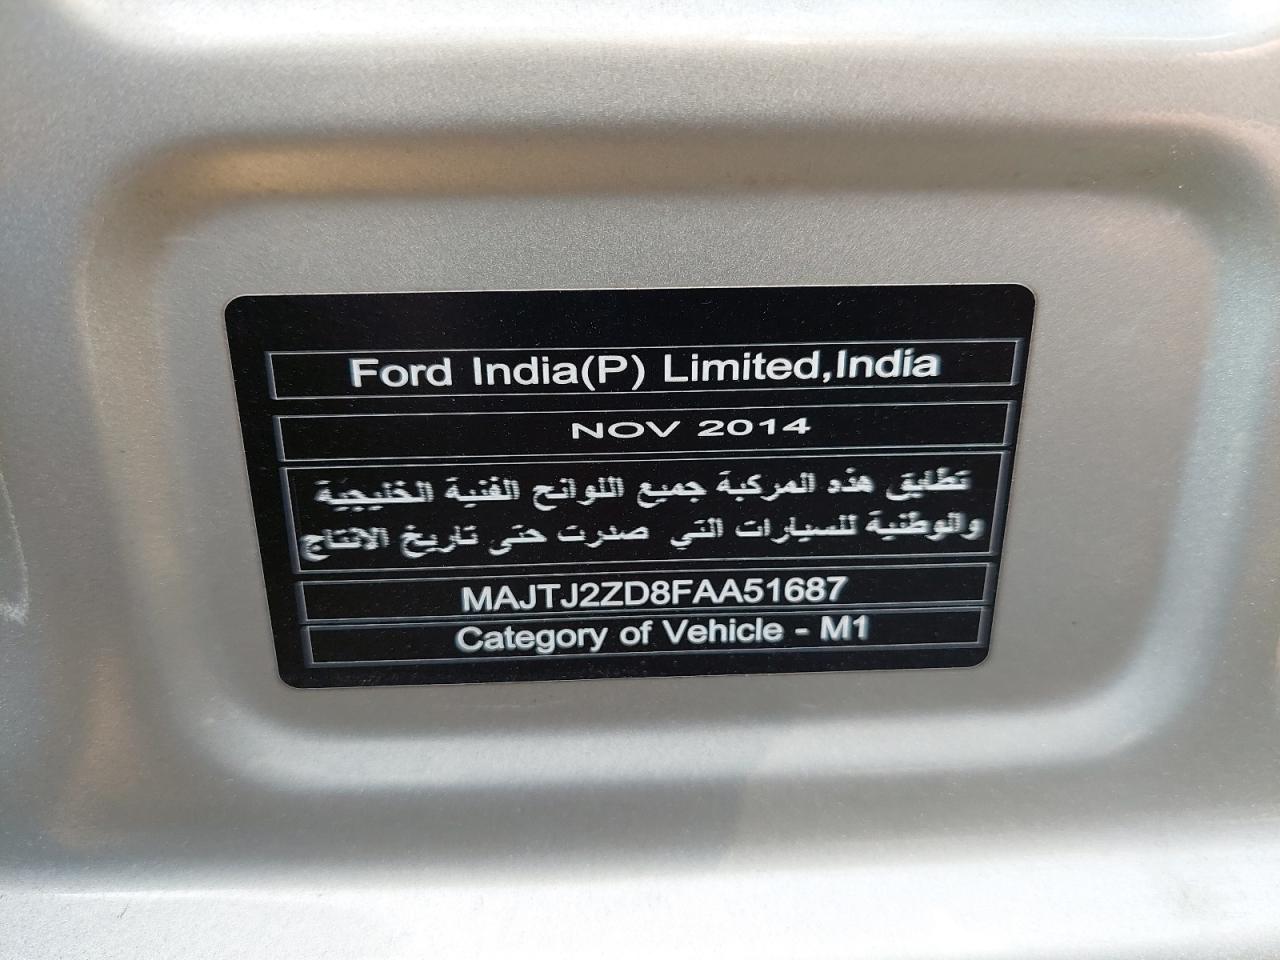 Ford India(P) Limited,India
NOV 2014
تطابق هذه المركبة جميع اللوائح الفنية الخليجية
والوطنية للسيارات التي صدرت حتى تاريخ الانتاج
MAJTJ2ZD8FAA51687
Category of Vehicle - M1